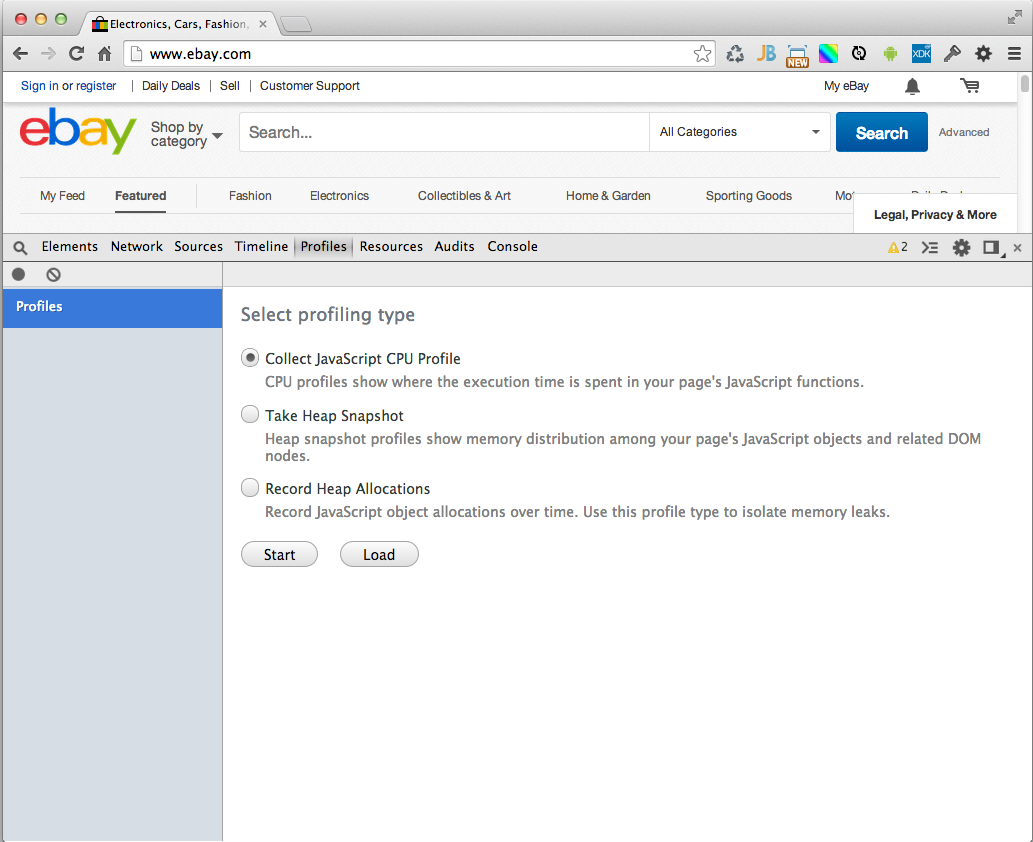 Electronics, Cars, Fashion,
www.ebay.com
JB
NEW
XDK
Sign in or register | Daily Deals | Sell | Customer Support
My eBay
ebay
Shop by
category
Search...
All Categories
Search
Advanced
My Feed
Featured
Fashion
Electronics
Collectibles & Art
Home & Garden
Sporting Goods
Legal, Privacy & More
Elements Network Sources Timeline Profiles Resources Audits Console
2
Profiles
Select profiling type
Collect JavaScript CPU Profile
CPU profiles show where the execution time is spent in your page's JavaScript functions.
Take Heap Snapshot
Heap snapshot profiles show memory distribution among your page's JavaScript objects and related DOM
nodes.
Record Heap Allocations
Record JavaScript object allocations over time. Use this profile type to isolate memory leaks.
Start
Load